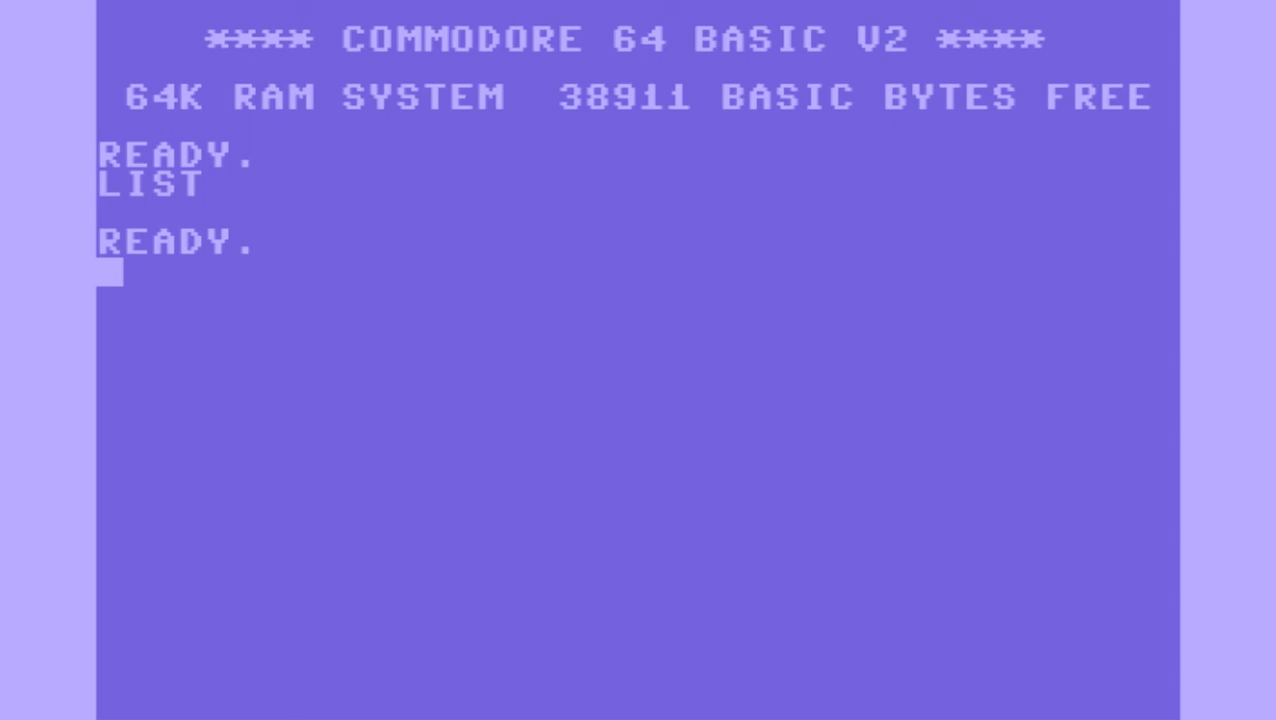 **** COMMODORE 64 BASIC V2 ****
64K RAM SYSTEM  38911 BASIC BYTES FREE
READY.
LIST
READY.